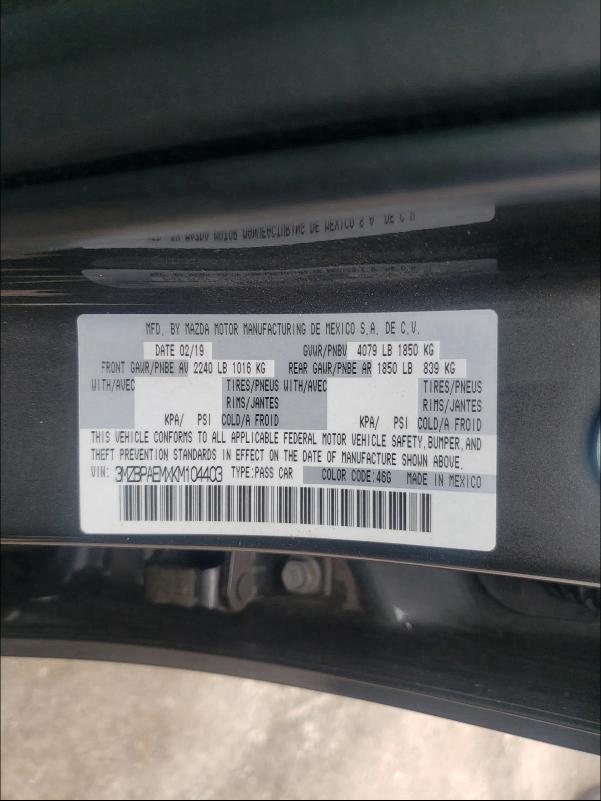 MFD. BY MAZDA MOTOR MANUFACTURING DE MEXICO S.A. DE C.V.
DATE 02/19 GVWR/PNBV 4079 LB 1850 KG
FRONT GAWR/PNBE AV 2240 LB 1016 KG REAR GAWR/PNBE AR 1850 LB 839 KG
WITH/AVEC TIRES/PNEUS WITH/AVEC TIRES/PNEUS
RIMS/JANTES RIMS/JANTES
KPA/ PSI COLD/A FROID KPA/ PSI COLD/A FROID
THIS VEHICLE CONFORMS TO ALL APPLICABLE FEDERAL MOTOR VEHICLE SAFETY, BUMPER, AND
THEFT PREVENTION STANDARDS IN EFFECT ON THE DATE OF MANUFACTURE SHOWN ABOVE.
VIN: 3MZBPAEMXKM104403 TYPE:PASS CAR COLOR CODE:46G MADE IN MEXICO